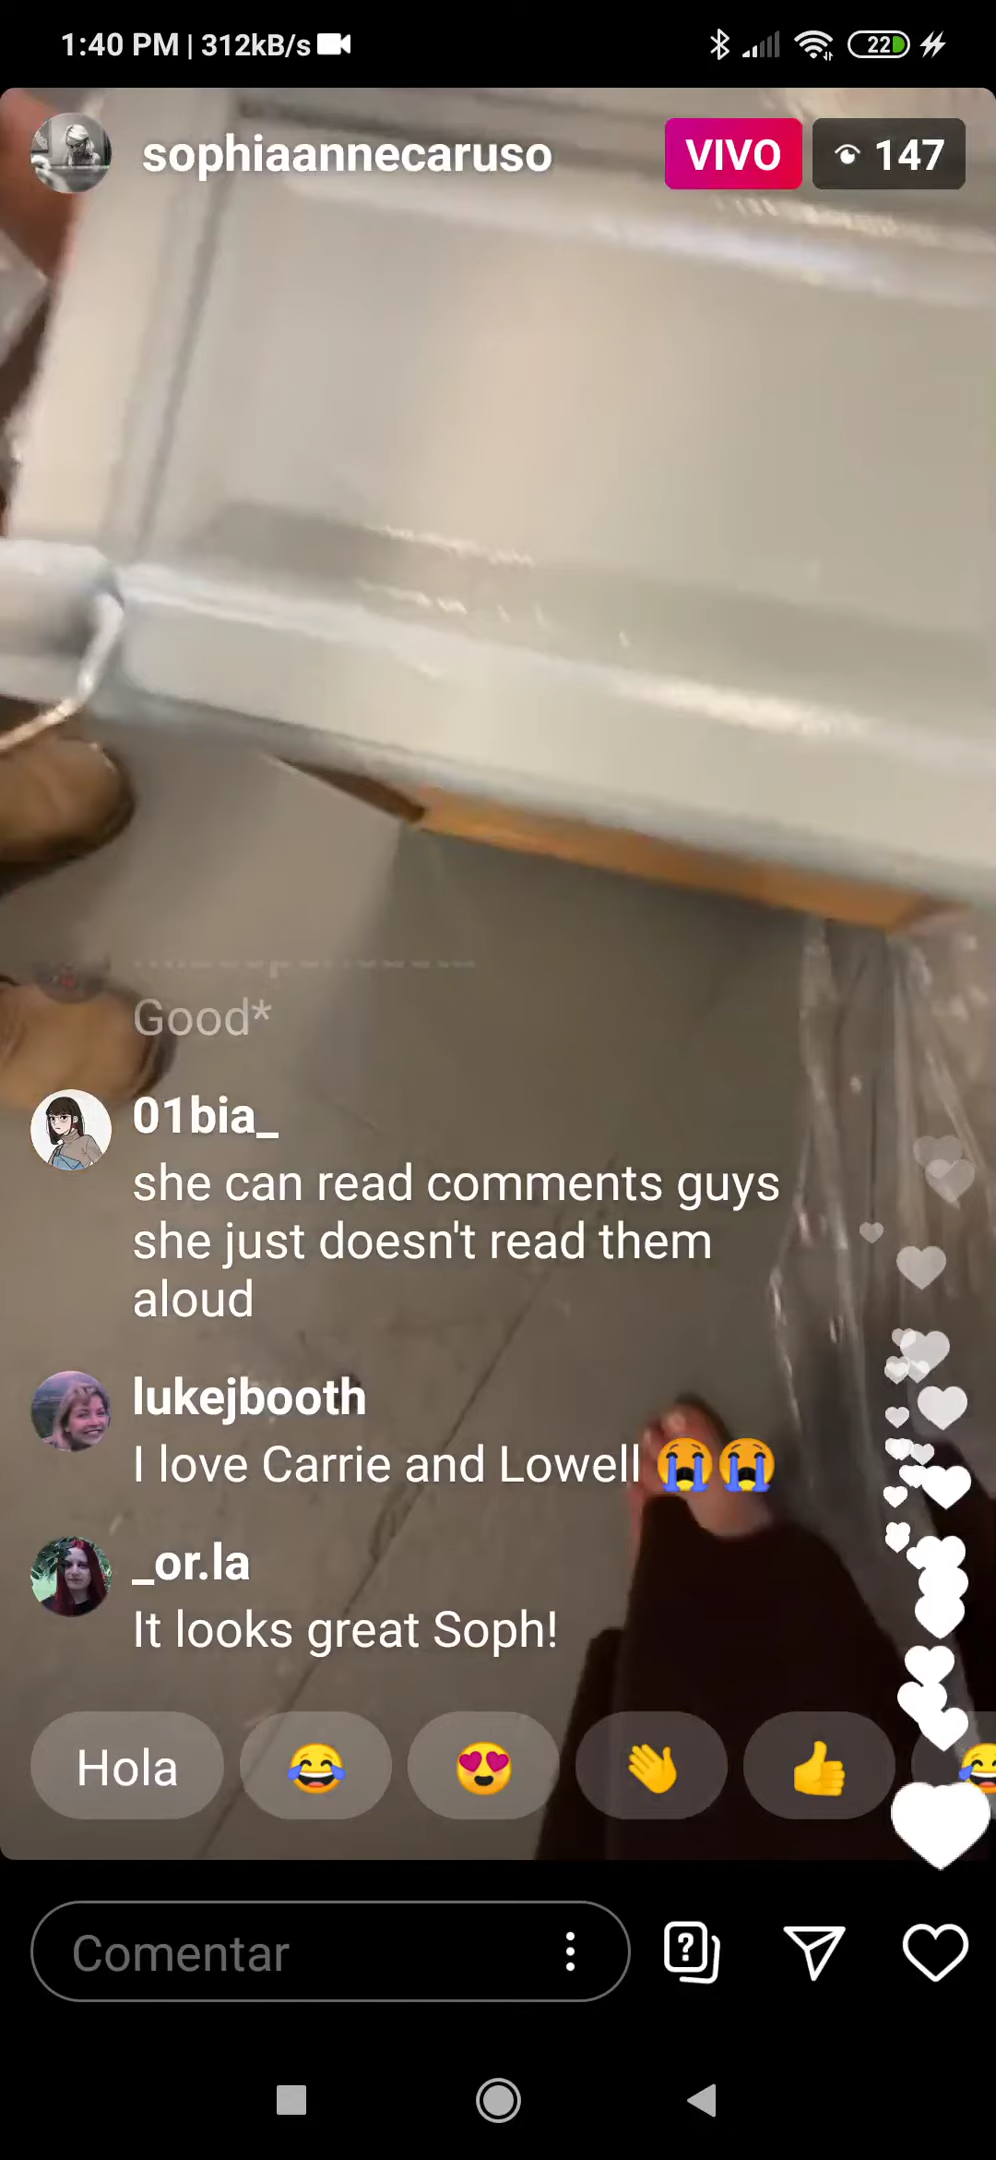 1:40 PM | 312kB/s
22
sophiaannecaruso
VIVO
147
Good*
01bia_
she can read comments guys
she just doesn't read them
aloud
lukejbooth
I love Carrie and Lowell 😭😭
_or.la
It looks great Soph!
Hola 😂 😍 👋 👍 😂
Comentar